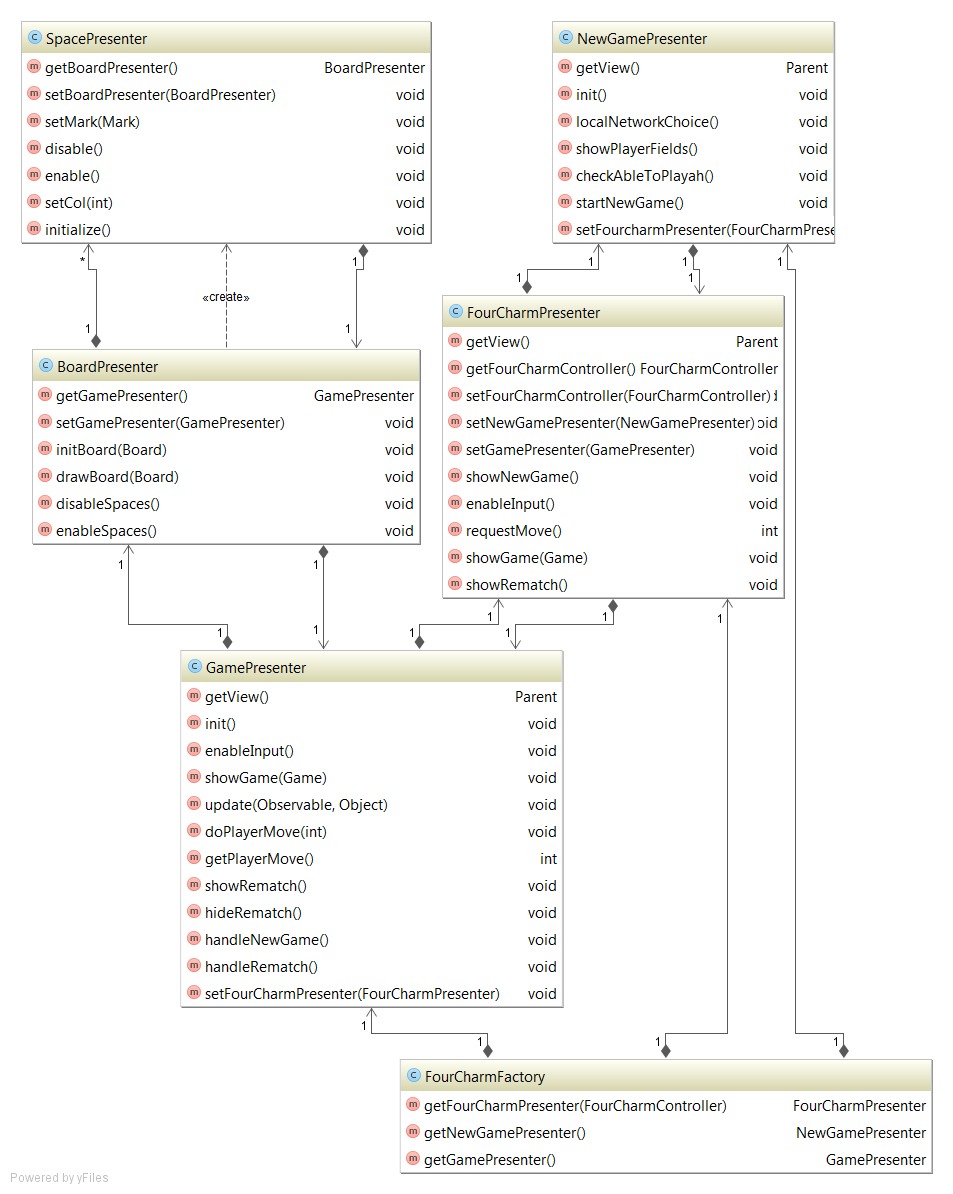 SpacePresenter
getBoardPresenter() BoardPresenter
setBoardPresenter(BoardPresenter) void
setMark(Mark) void
disable() void
enable() void
setCol(int) void
initialize() void
NewGamePresenter
getView() Parent
init() void
localNetworkChoice() void
showPlayerFields() void
checkAbleToPlayah() void
startNewGame() void
setFourcharmPresenter(FourCharmPrese
* 1 1 1
«create»
1 1 1 1 1
FourCharmPresenter
getView() Parent
getFourCharmController() FourCharmController
setFourCharmController(FourCharmController)
setNewGamePresenter(NewGamePresenter) oid
setGamePresenter(GamePresenter) void
showNewGame() void
enableInput() void
requestMove() int
showGame(Game) void
showRematch() void
BoardPresenter
getGamePresenter() GamePresenter
setGamePresenter(GamePresenter) void
initBoard(Board) void
drawBoard(Board) void
disableSpaces() void
enableSpaces() void
1 1 1 1
1 1 1 1 1
GamePresenter
getView() Parent
init() void
enableInput() void
showGame(Game) void
update(Observable, Object) void
doPlayerMove(int) void
getPlayerMove() int
showRematch() void
hideRematch() void
handleNewGame() void
handleRematch() void
setFourCharmPresenter(FourCharmPresenter) void
1 1 1 1
FourCharmFactory
getFourCharmPresenter(FourCharmController) FourCharmPresenter
getNewGamePresenter() NewGamePresenter
getGamePresenter() GamePresenter
Powered by yFiles